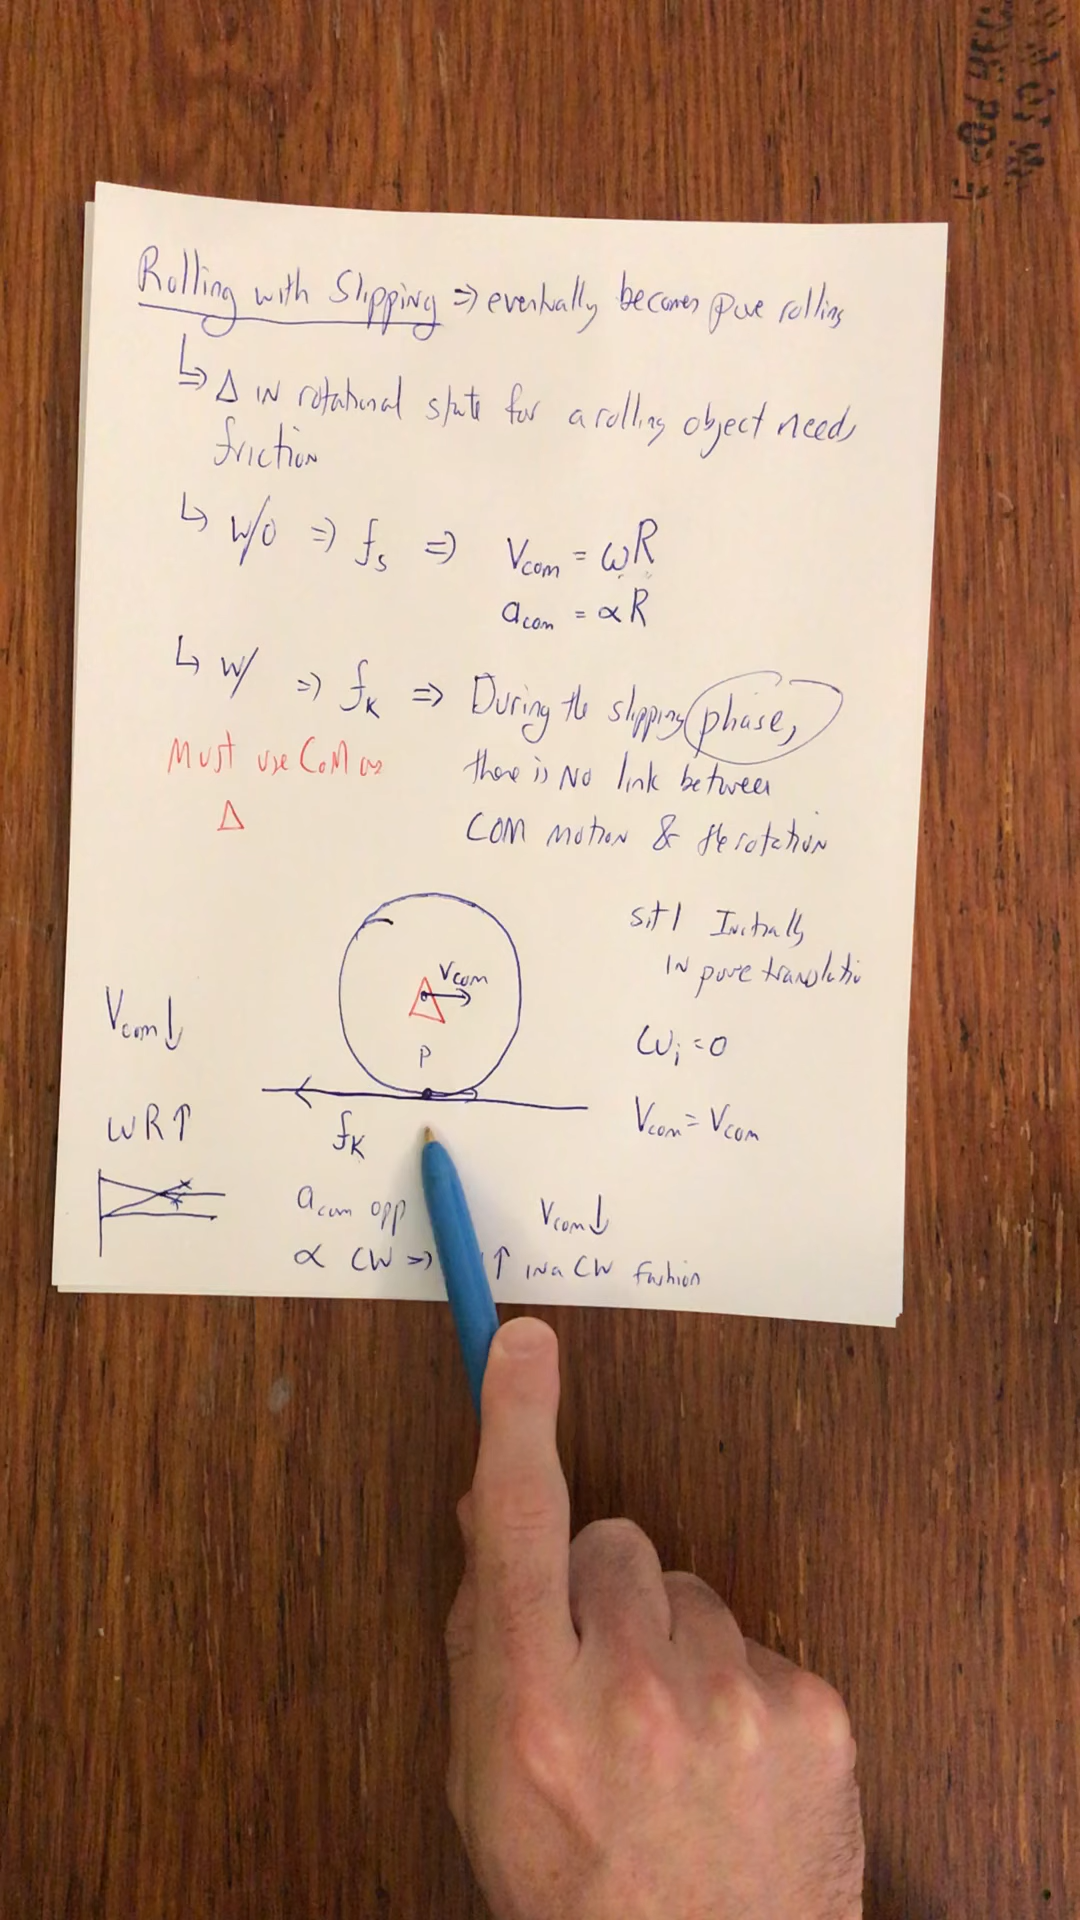 Rolling with Slipping => eventually becomes pure rolling
↳ Δ in rotational state for a rolling object needs
friction
↳ w/o => fs => Vcom = ωR
acom = αR
↳ w/ => fK => During the slipping phase,
there is No link between
COM motion & the rotation
Must use CoM as
Δ
Vcom
P
fK
sit 1 Initially
in pure translatio
ωi = 0
Vcom = Vcom
Vcom↓
ωR↑
acom opp Vcom↓
α CW => ↑ in a CW fashion